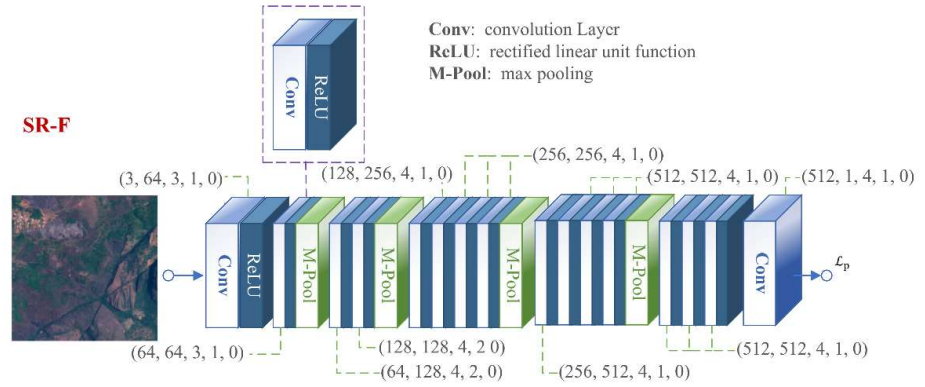 Conv: convolution Layer
ReLU: rectified linear unit function
M-Pool: max pooling
Conv
ReLU
SR-F
(3, 64, 3, 1, 0)
(128, 256, 4, 1, 0)
(256, 256, 4, 1, 0)
(512, 512, 4, 1, 0)
(512, 1, 4, 1, 0)
Conv
ReLU
M-Pool
M-Pool
M-Pool
M-Pool
Conv
ℒp
(64, 64, 3, 1, 0)
(128, 128, 4, 2 0)
(64, 128, 4, 2, 0)
(256, 512, 4, 1, 0)
(512, 512, 4, 1, 0)